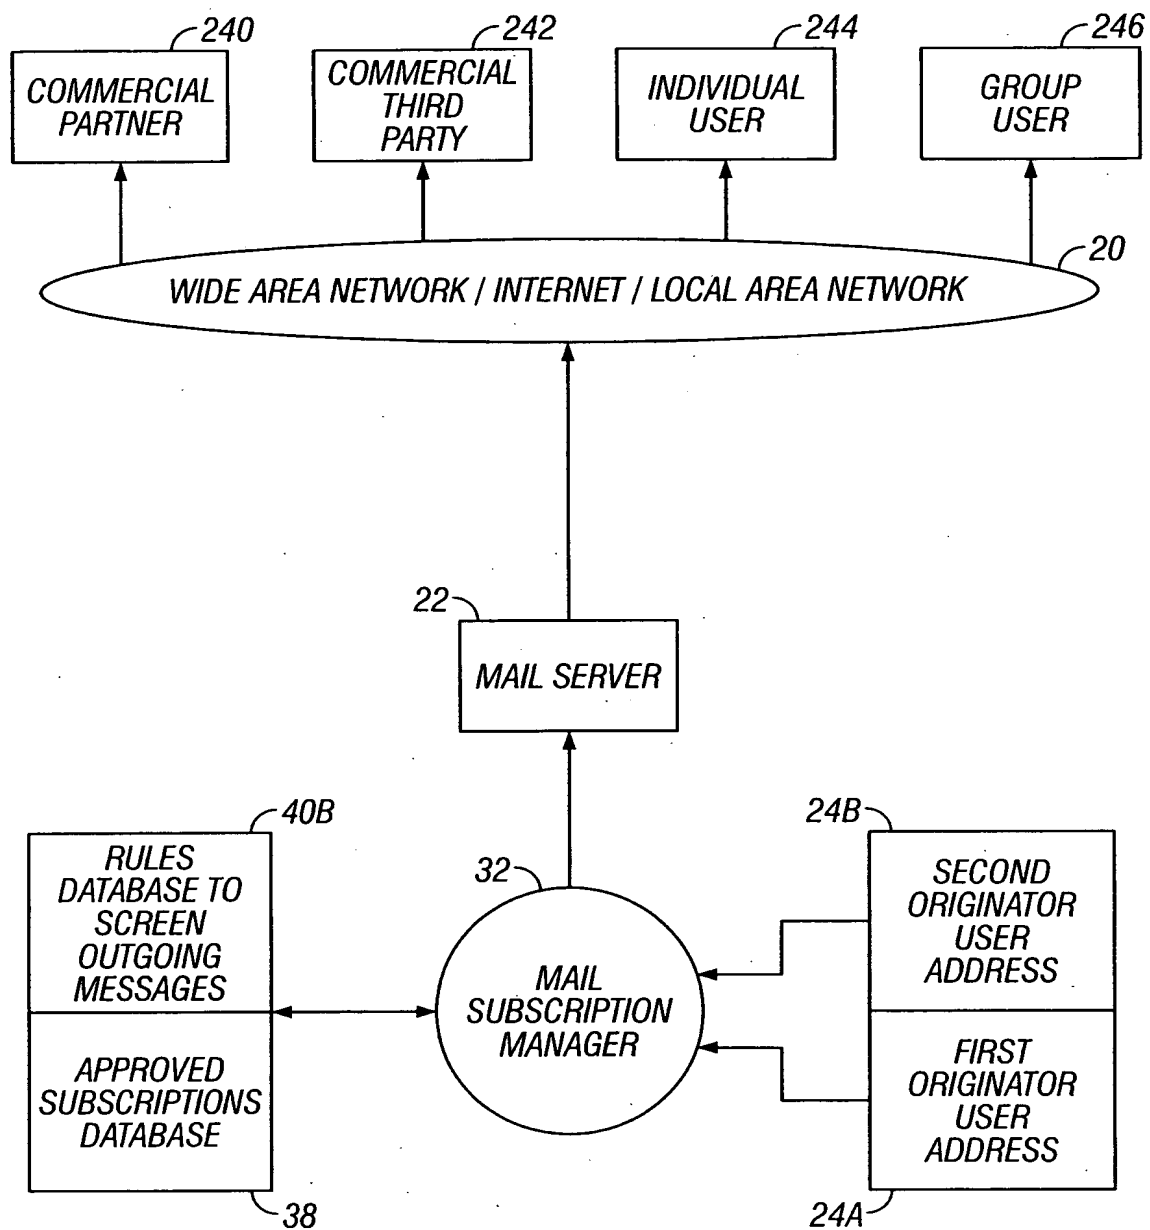 240
242
244
246
COMMERCIAL
PARTNER
COMMERCIAL
THIRD
PARTY
INDIVIDUAL
USER
GROUP
USER
20
WIDE AREA NETWORK / INTERNET / LOCAL AREA NETWORK
22
MAIL SERVER
40B
RULES
DATABASE TO
SCREEN
OUTGOING
MESSAGES
APPROVED
SUBSCRIPTIONS
DATABASE
38
32
MAIL
SUBSCRIPTION
MANAGER
24B
SECOND
ORIGINATOR
USER
ADDRESS
FIRST
ORIGINATOR
USER
ADDRESS
24A